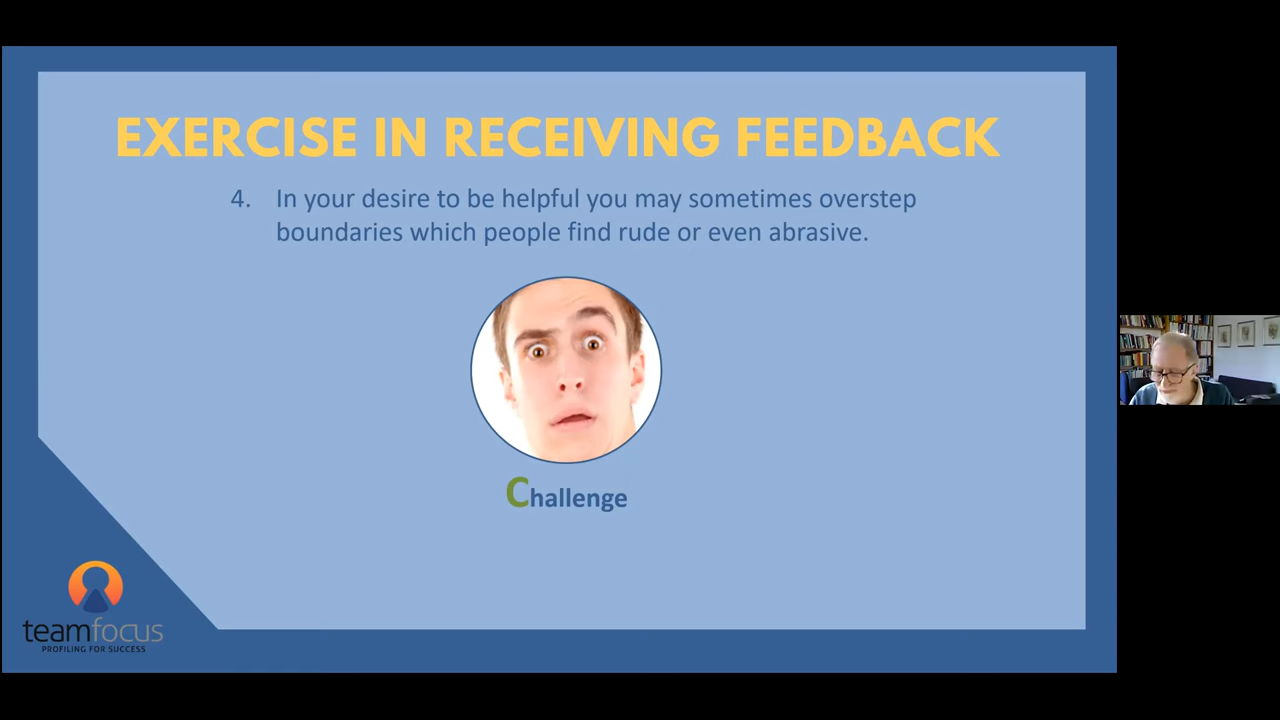 EXERCISE IN RECEIVING FEEDBACK
4. In your desire to be helpful you may sometimes overstep
boundaries which people find rude or even abrasive.
Challenge
teamfocus
PROFILING FOR SUCCESS